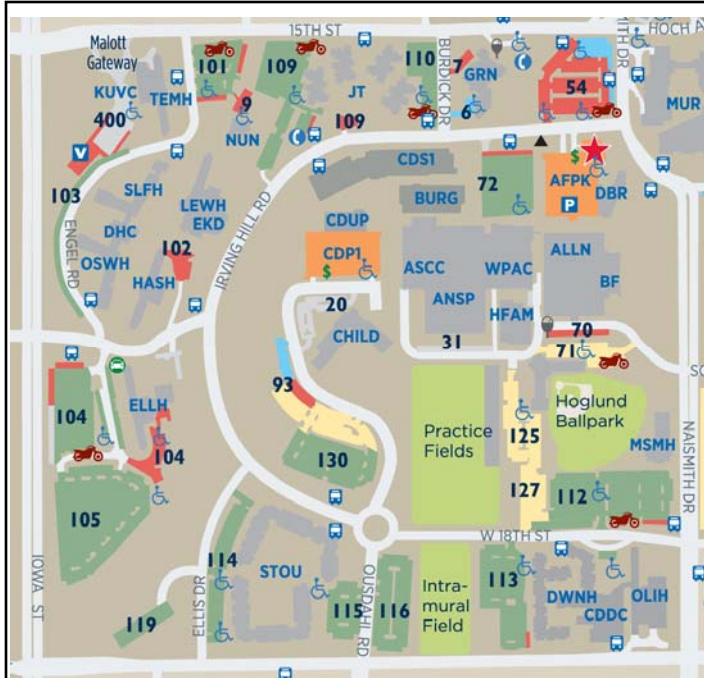 15TH ST
HOCH A
Malott
Gateway
KUVC
TEMH
400
101
109
110
BURDICK DR
7
GRN
6
54
MITH DR
MUR
9
NUN
JT
109
V
103
SLFH
LEWH
EKD
DHC
OSWH
102
HASH
ENGEL RD
IRVING HILL RD
CDS1
BURG
72
$
AFPK
P
DBR
CDUP
CDP1
$
ASCC
WPAC
ALLN
BF
ANSP
HFAM
20
CHILD
31
70
71
SO
93
104
ELLH
104
Practice
Fields
125
Hoglund
Ballpark
MSMH
NAISMITH DR
130
127
112
105
W 18TH ST
IOWA ST
114
STOU
ELLIS DR
119
115
OUSDAHL RD
116
Intra-
mural
Field
113
DWNH
CDDC
OLIH